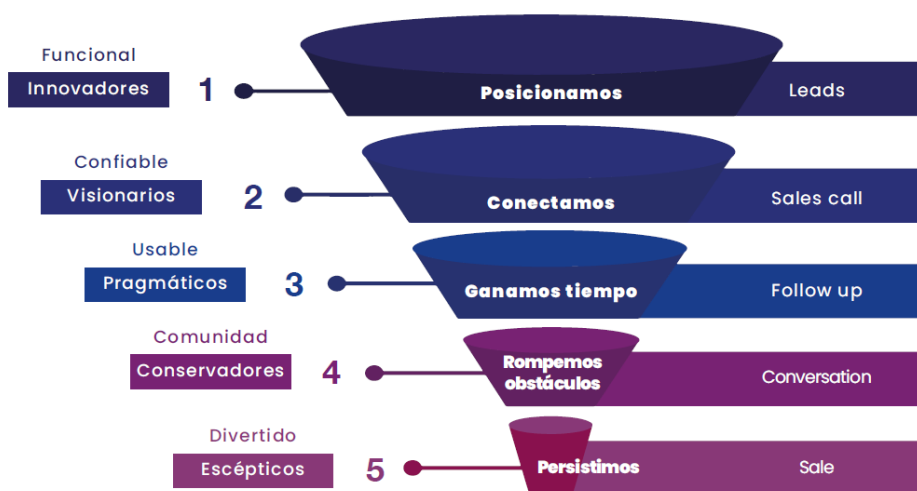 Funcional
Innovadores
1
Posicionamos
Leads
Confiable
Visionarios
2
Conectamos
Sales call
Usable
Pragmáticos
3
Ganamos tiempo
Follow up
Comunidad
Conservadores
4
Rompemos
obstáculos
Conversation
Divertido
Escépticos
5
Persistimos
Sale